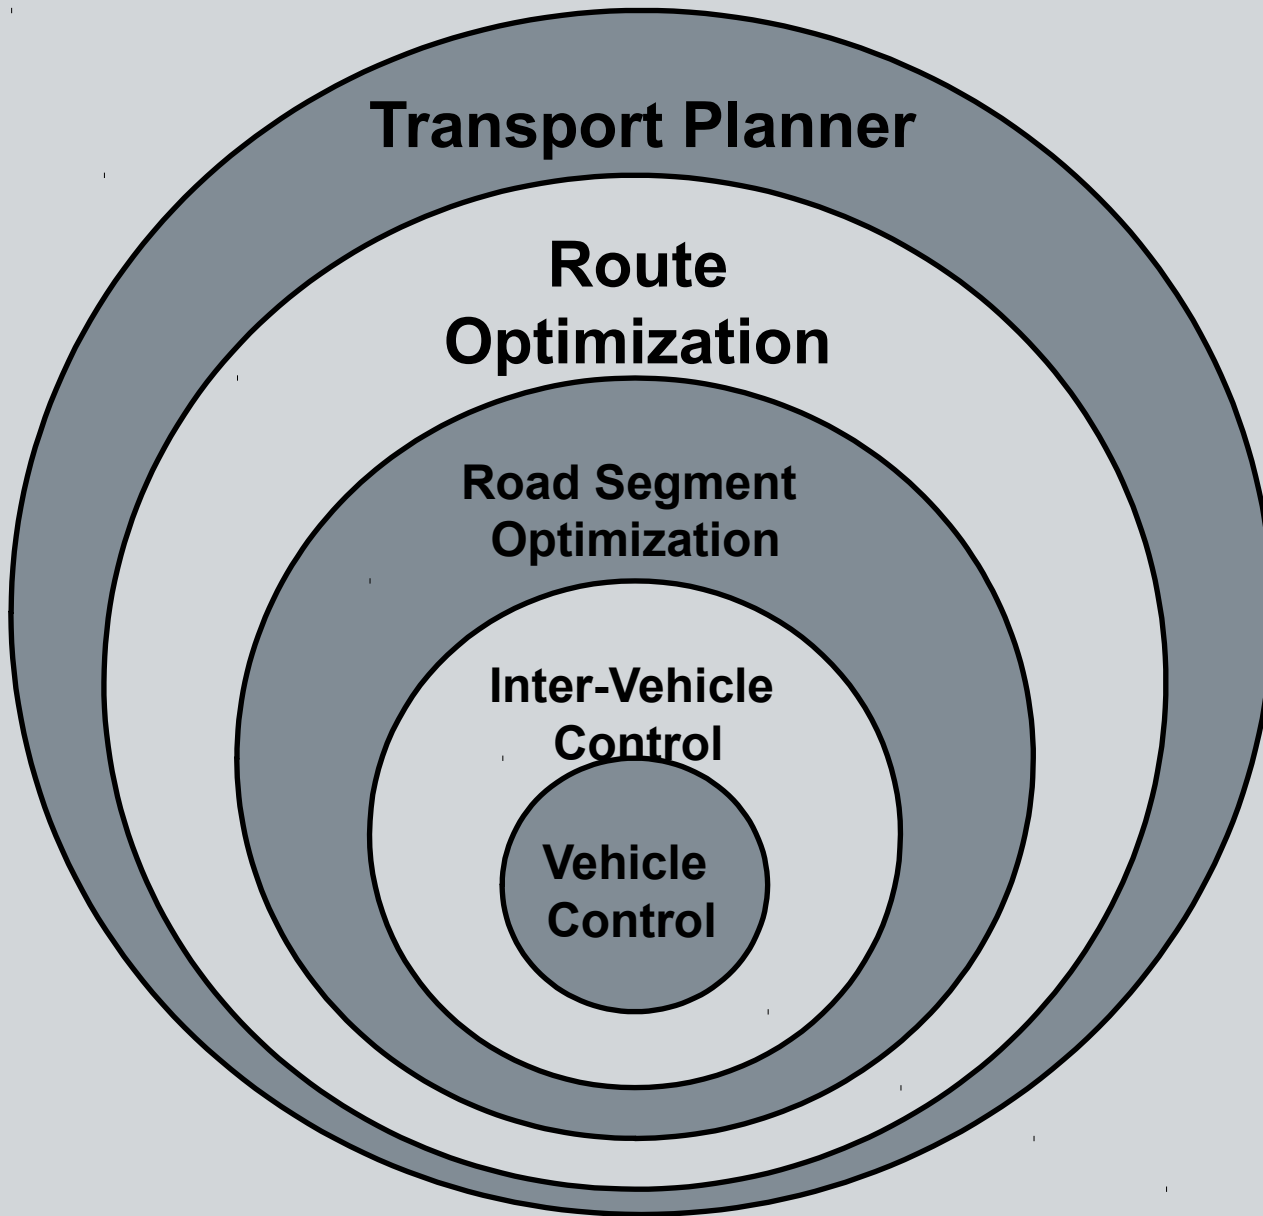 Transport Planner
Route
Optimization
Road Segment
Optimization
Inter-Vehicle
Control
Vehicle
Control